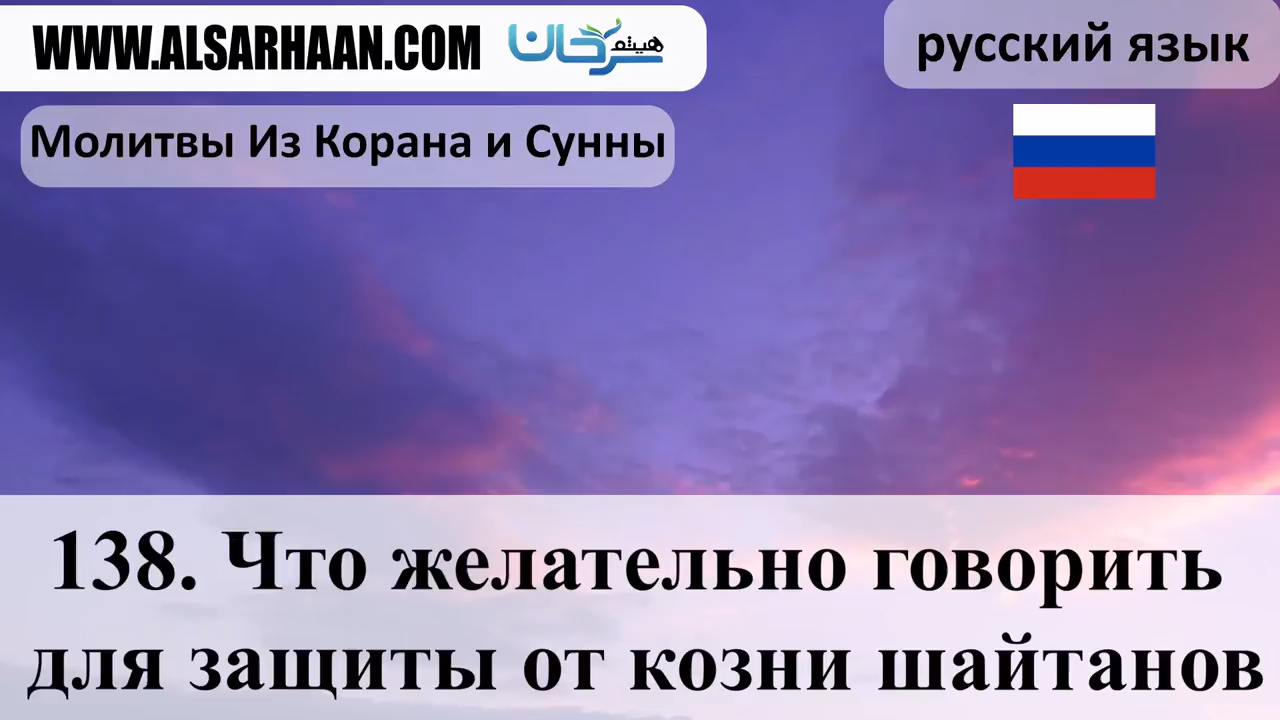 WWW.ALSARHAAN.COM هيثم سرحان
русский язык
Молитвы Из Корана и Сунны
138. Что желательно говорить
для защиты от козни шайтанов